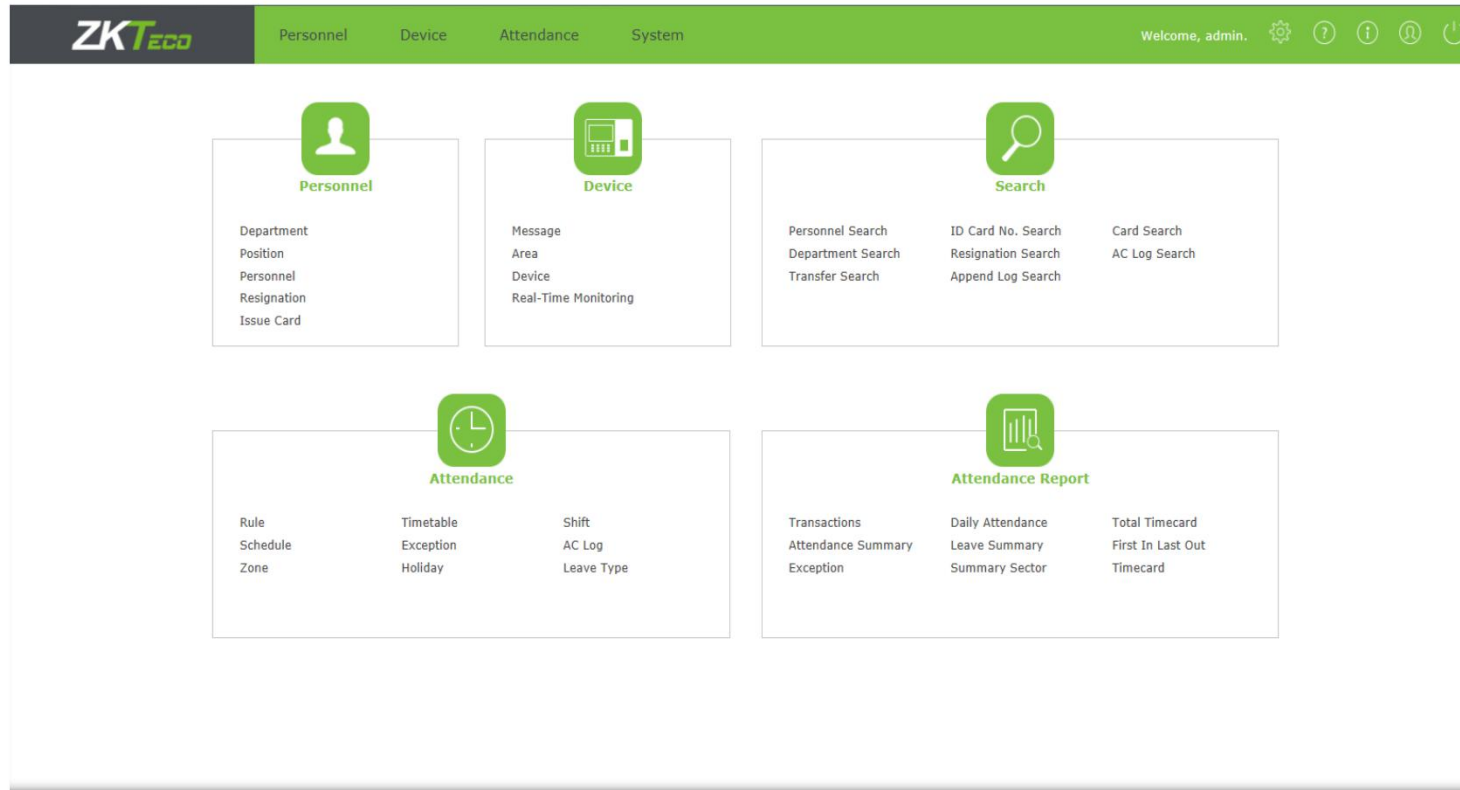 ZKTeco Personnel Device Attendance System Welcome, admin.
Personnel
Department
Position
Personnel
Resignation
Issue Card
Device
Message
Area
Device
Real-Time Monitoring
Search
Personnel Search ID Card No. Search Card Search
Department Search Resignation Search AC Log Search
Transfer Search Append Log Search
Attendance
Rule Timetable Shift
Schedule Exception AC Log
Zone Holiday Leave Type
Attendance Report
Transactions Daily Attendance Total Timecard
Attendance Summary Leave Summary First In Last Out
Exception Summary Sector Timecard